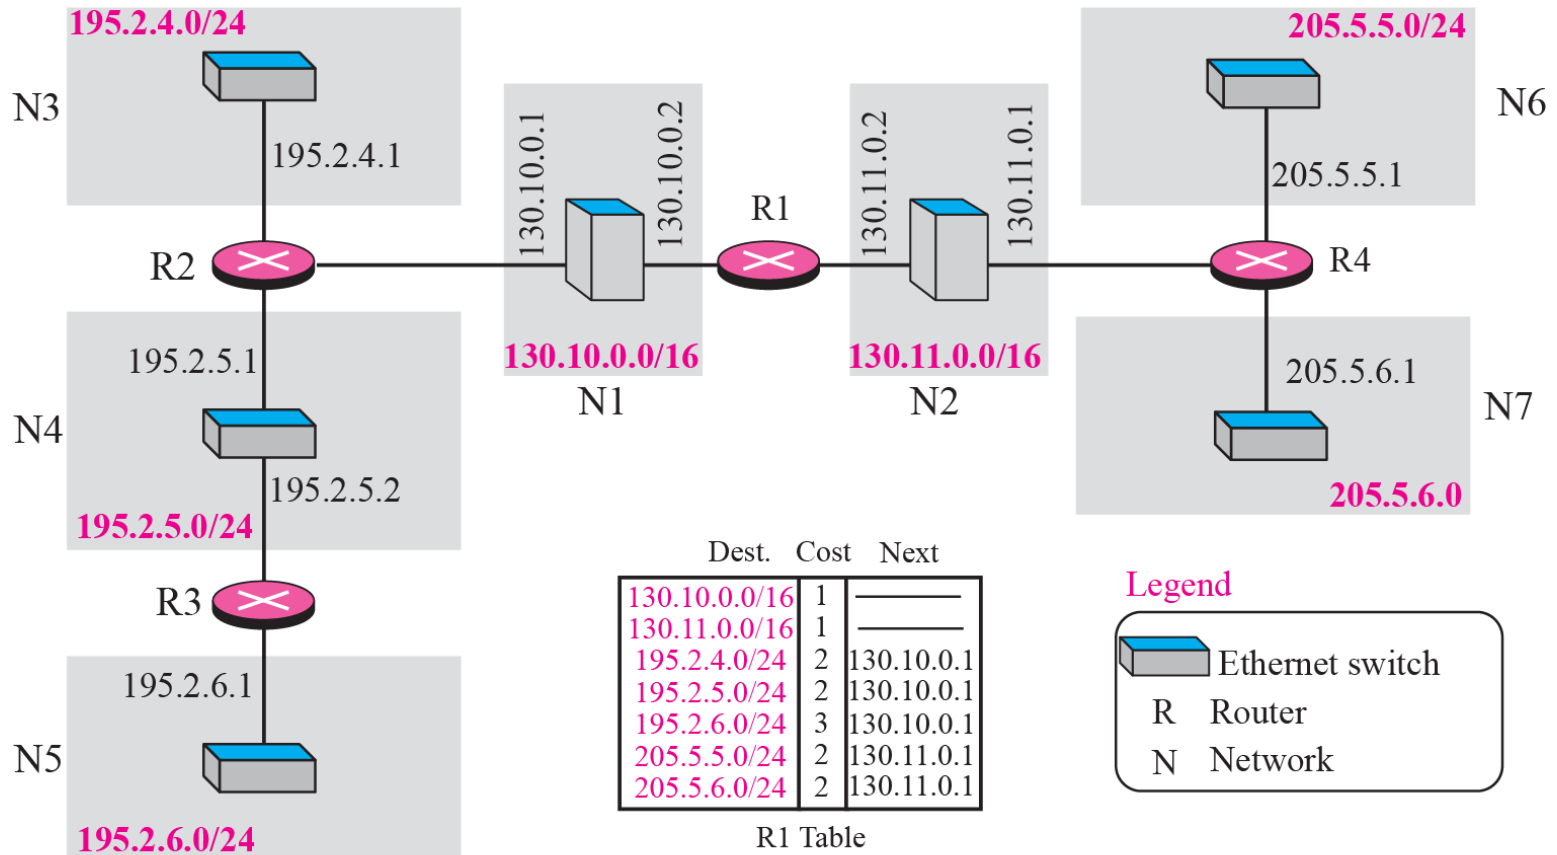 195.2.4.0/24
N3
195.2.4.1
R2
195.2.5.1
N4
195.2.5.2
195.2.5.0/24
R3
195.2.6.1
N5
195.2.6.0/24
130.10.0.1
130.10.0.2
130.10.0.0/16
N1
R1
130.11.0.2
130.11.0.1
130.11.0.0/16
N2
205.5.5.0/24
N6
205.5.5.1
R4
205.5.6.1
N7
205.5.6.0
Dest. Cost Next
130.10.0.0/16 1
130.11.0.0/16 1
195.2.4.0/24 2 130.10.0.1
195.2.5.0/24 2 130.10.0.1
195.2.6.0/24 3 130.10.0.1
205.5.5.0/24 2 130.11.0.1
205.5.6.0/24 2 130.11.0.1
R1 Table
Legend
Ethernet switch
R Router
N Network